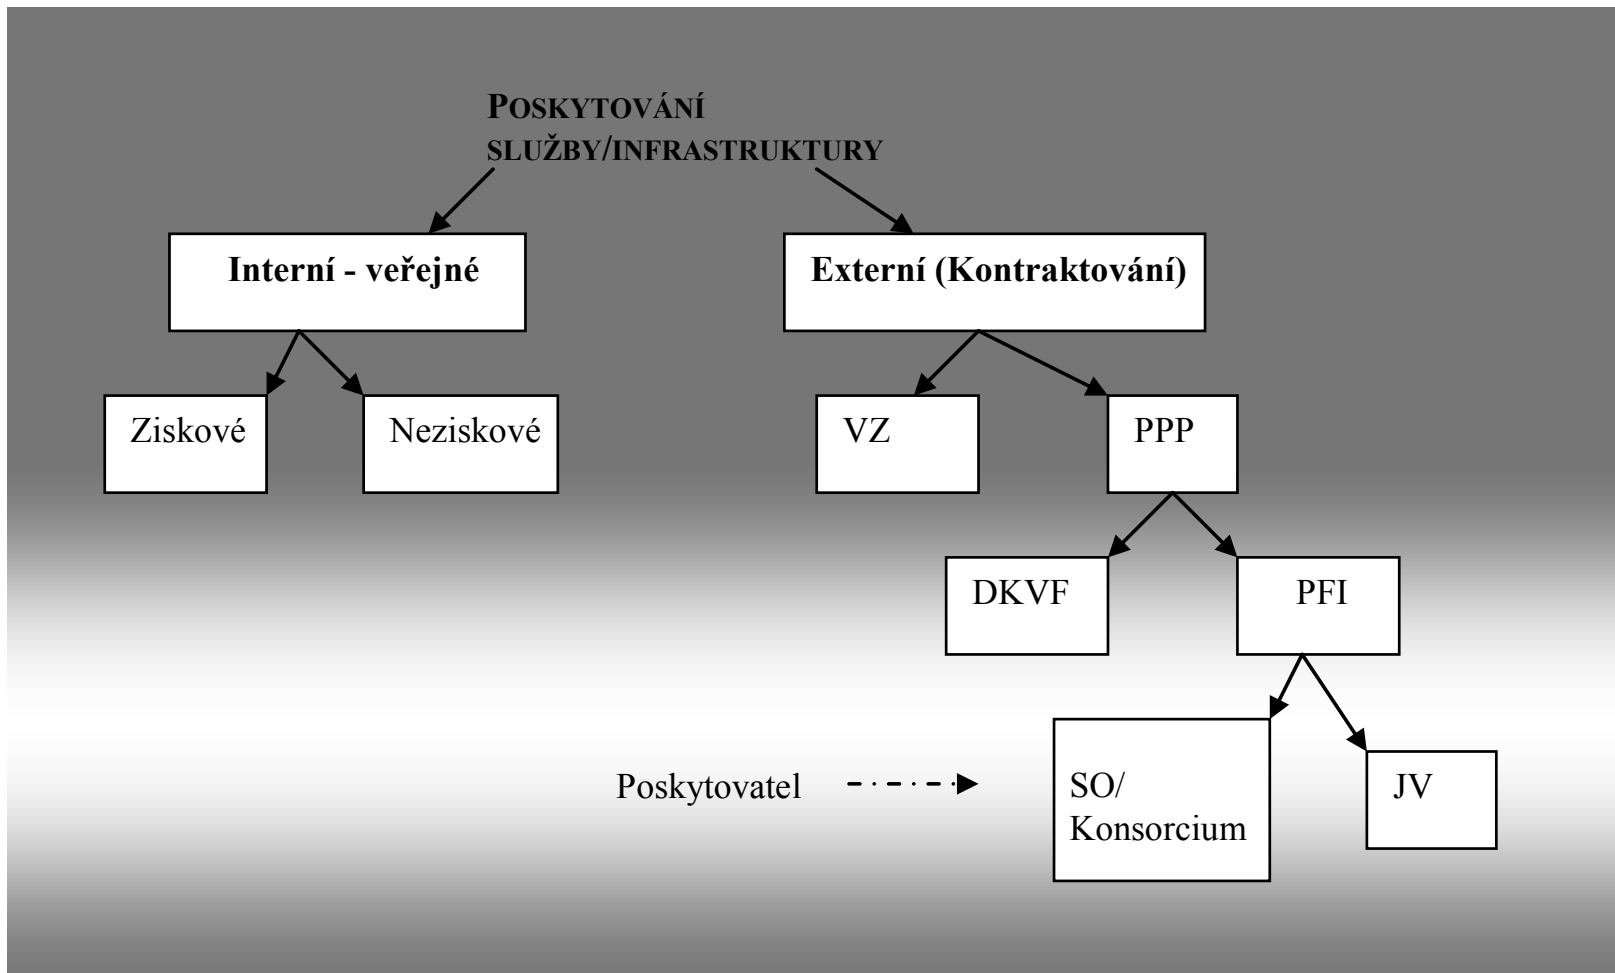 POSKYTOVÁNÍ
SLUŽBY/INFRASTRUKTURY
Interní - veřejné
Externí (Kontraktování)
Ziskové
Neziskové
VZ
PPP
DKVF
PFI
Poskytovatel
SO/
Konsorcium
JV